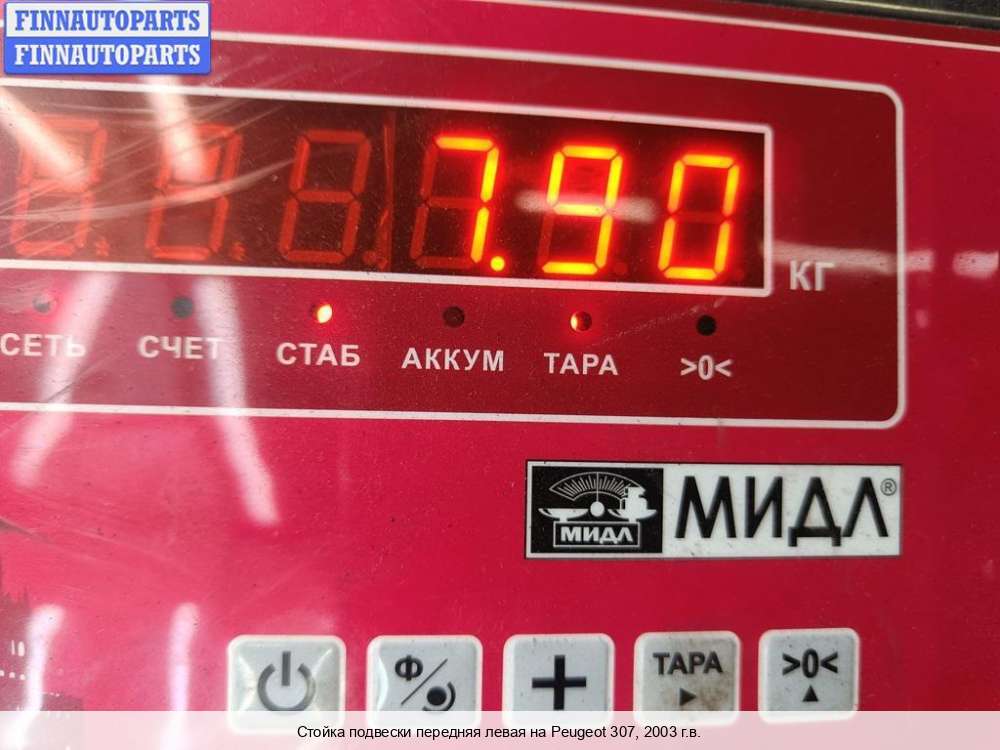 FINNAUTOPARTS
FINNAUTOPARTS
7.90
КГ
СЕТЬ СЧЕТ СТАБ АККУМ ТАРА >0<
МИДЛ МИДЛ®
Ф ТАРА >0<
Стойка подвески передняя левая на Peugeot 307, 2003 г.в.